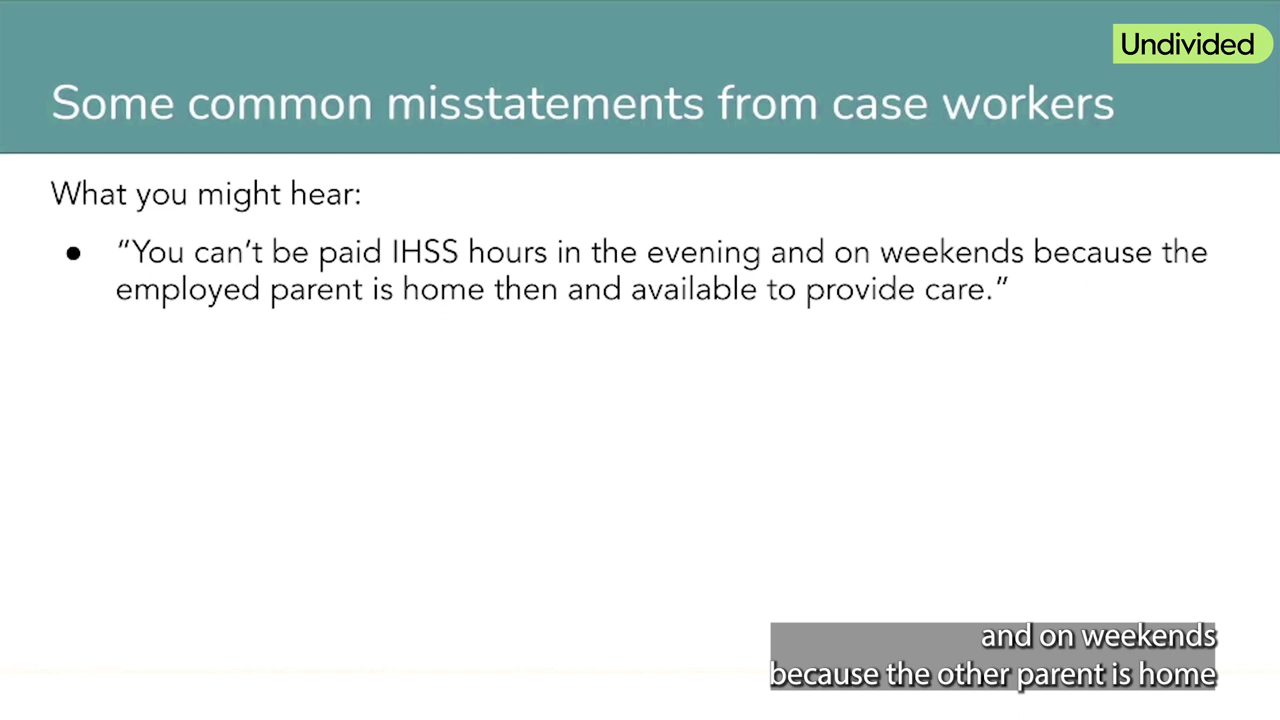 Undivided
Some common misstatements from case workers
What you might hear:
● “You can’t be paid IHSS hours in the evening and on weekends because the
employed parent is home then and available to provide care.”
and on weekends
because the other parent is home